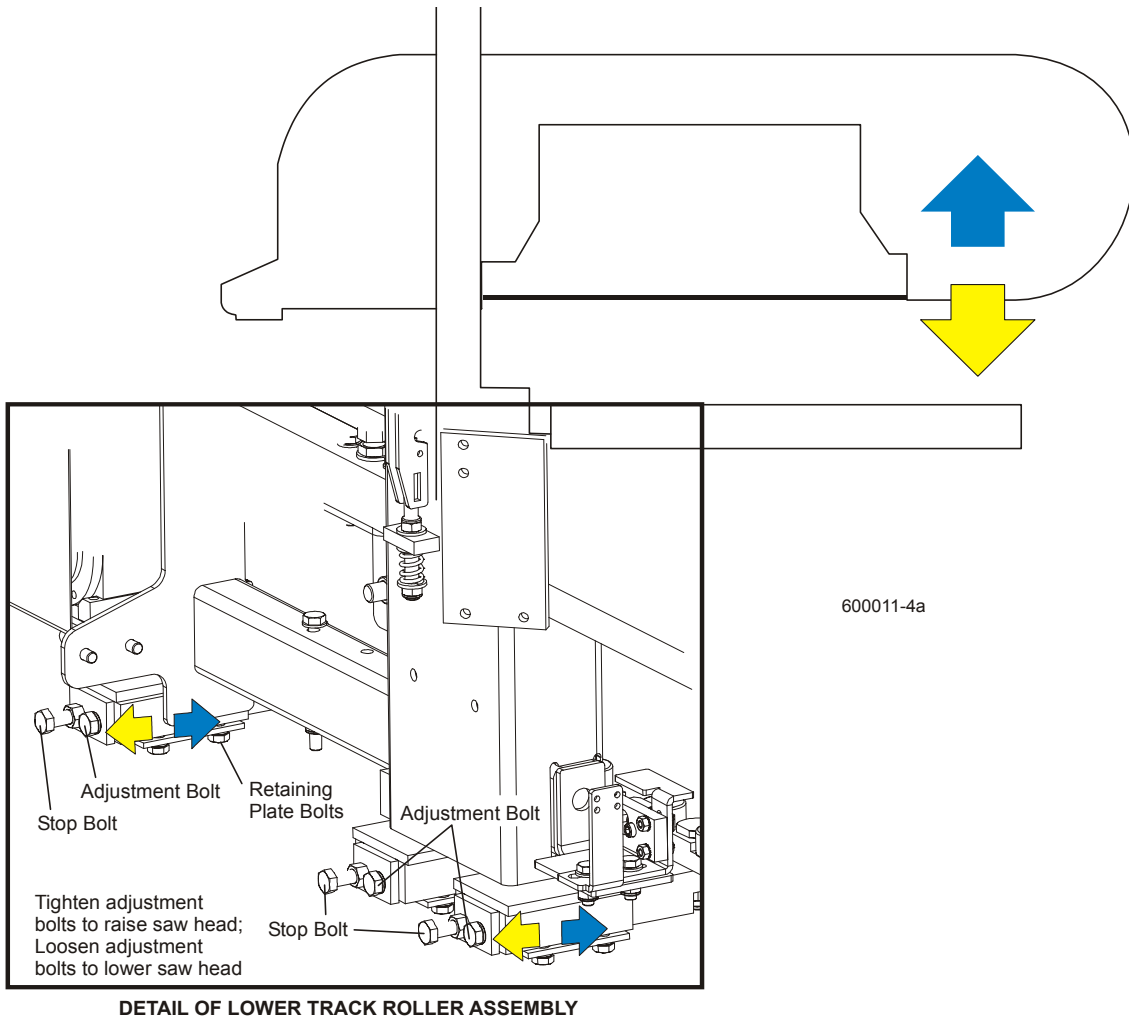 600011-4a
Adjustment Bolt
Stop Bolt
Retaining
Plate Bolts
Adjustment Bolt
Stop Bolt
Tighten adjustment
bolts to raise saw head;
Loosen adjustment
bolts to lower saw head
DETAIL OF LOWER TRACK ROLLER ASSEMBLY